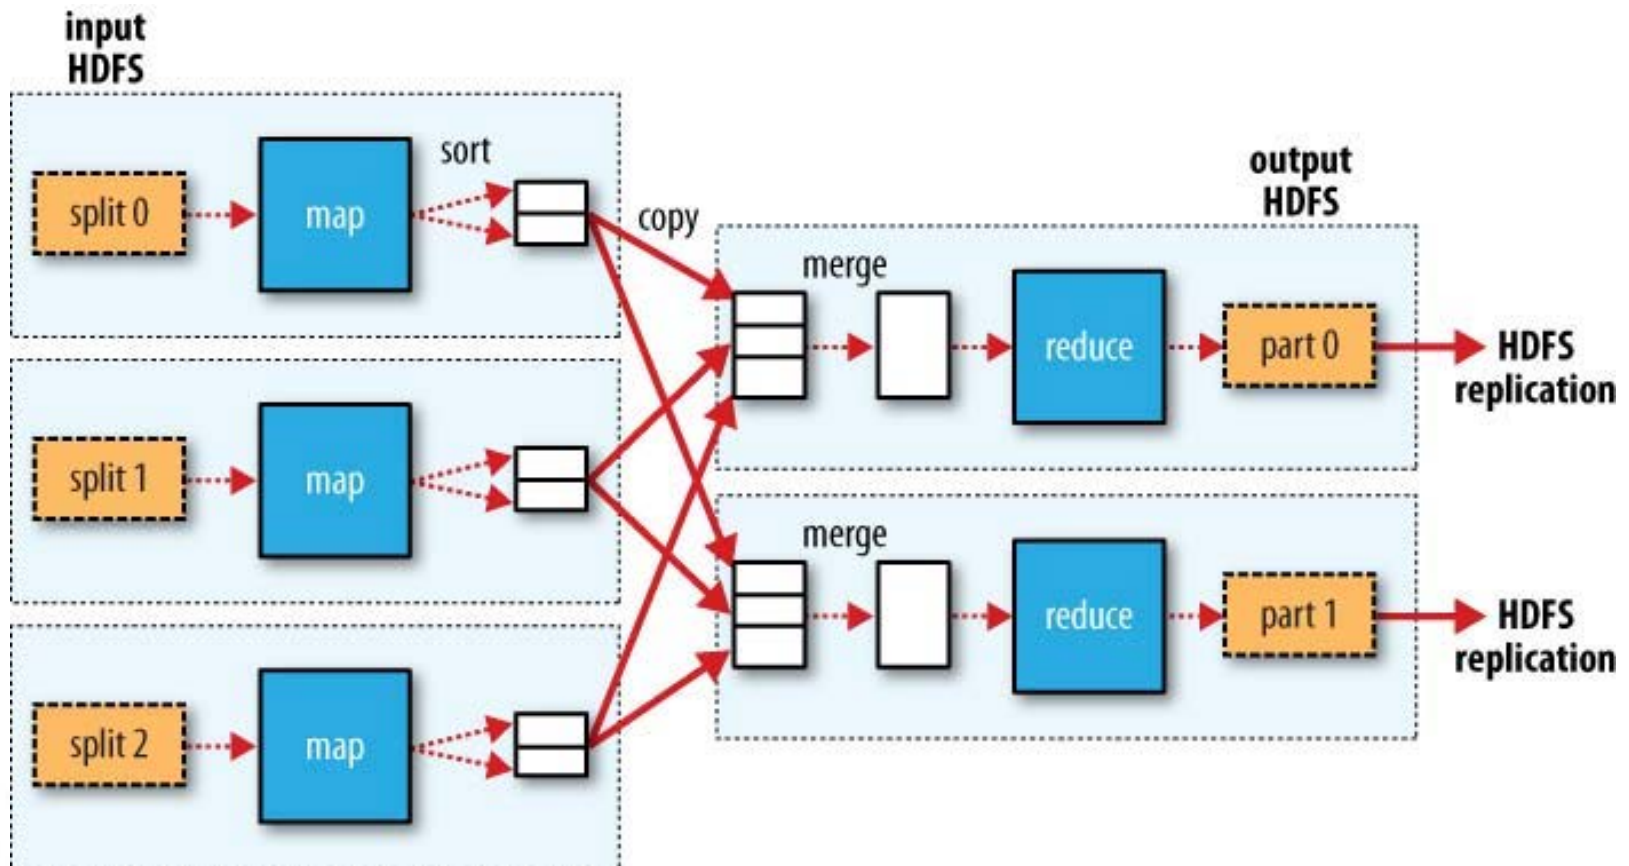 input
HDFS
split 0
map
sort
copy
split 1
map
split 2
map
output
HDFS
merge
reduce
part 0
HDFS
replication
merge
reduce
part 1
HDFS
replication